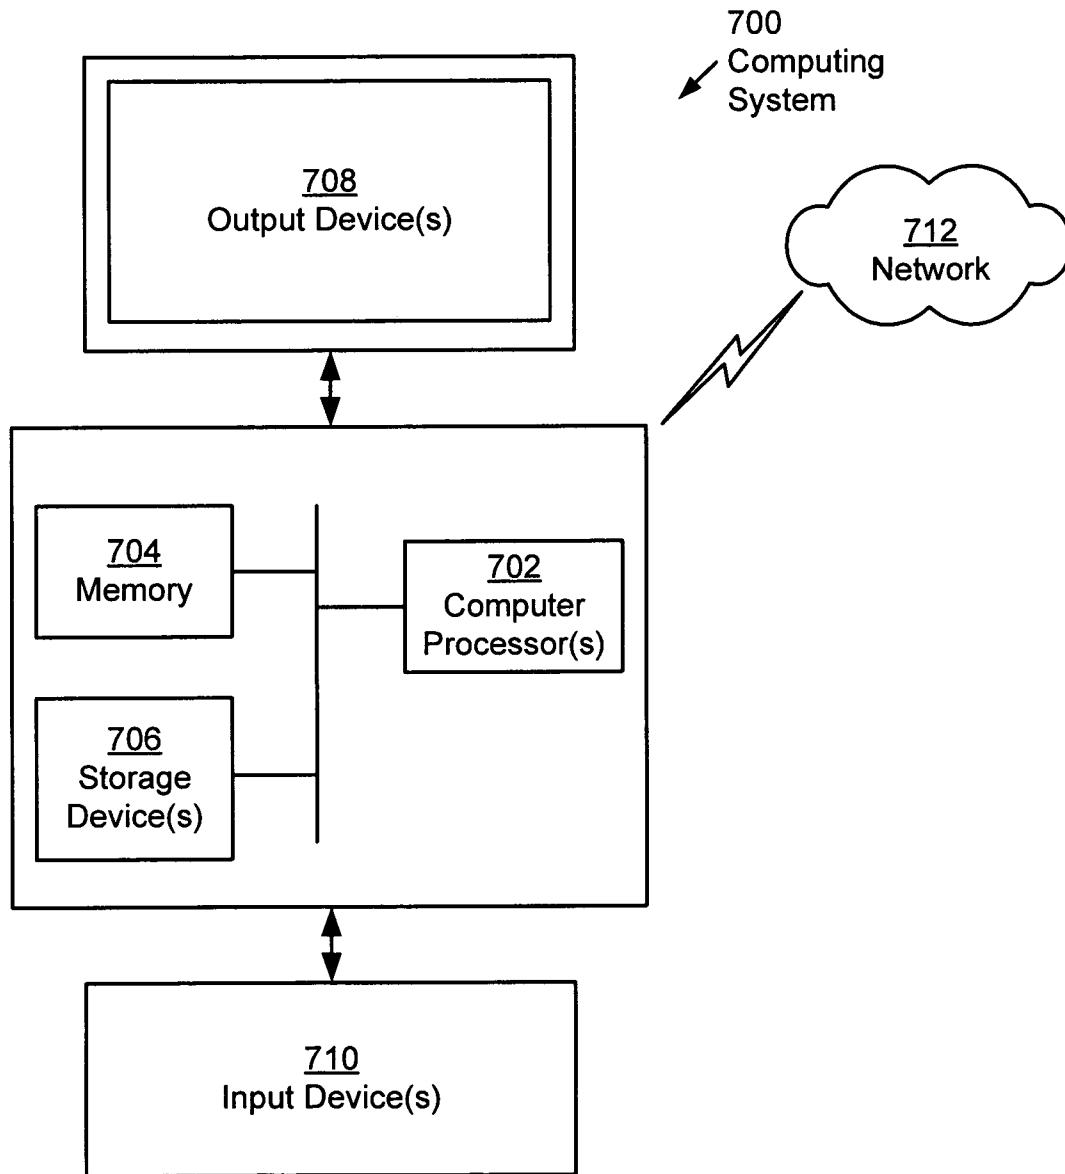 700
Computing
System
708
Output Device(s)
712
Network
704
Memory
702
Computer
Processor(s)
706
Storage
Device(s)
710
Input Device(s)